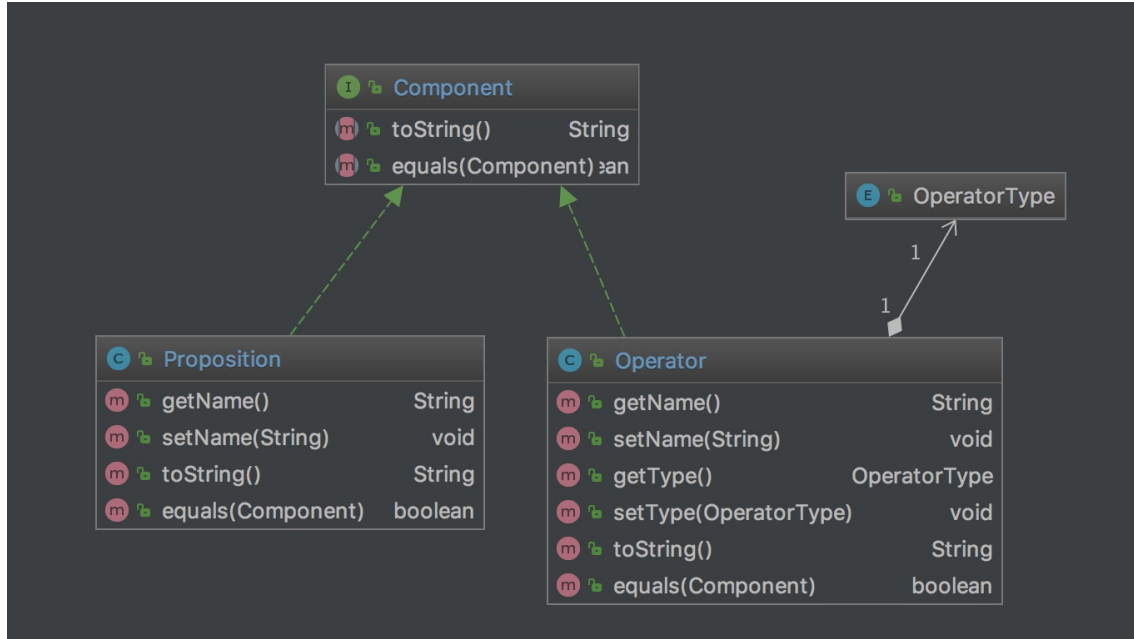 I Component
m toString() String
m equals(Component) ean
E OperatorType
1
1
C Proposition
m getName() String
m setName(String) void
m toString() String
m equals(Component) boolean
C Operator
m getName() String
m setName(String) void
m getType() OperatorType
m setType(OperatorType) void
m toString() String
m equals(Component) boolean